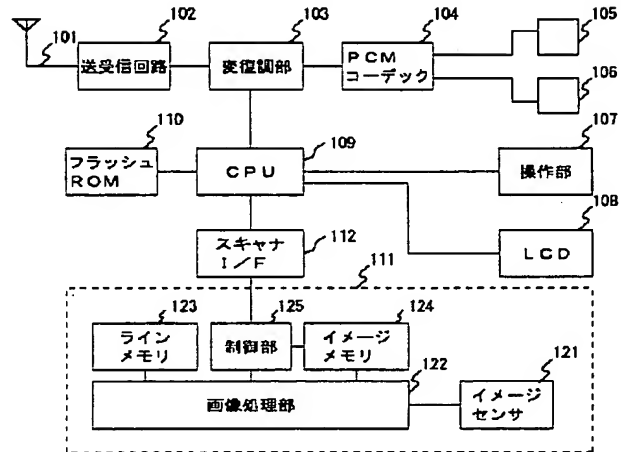 101
102
103
104
105
送受信回路
変復調部
PCM
コーデック
106
110
109
107
フラッシュ
ROM
CPU
操作部
108
スキャナ
I/F
112
LCD
111
123
125
124
ライン
メモリ
制御部
イメージ
メモリ
122
121
画像処理部
イメージ
センサ